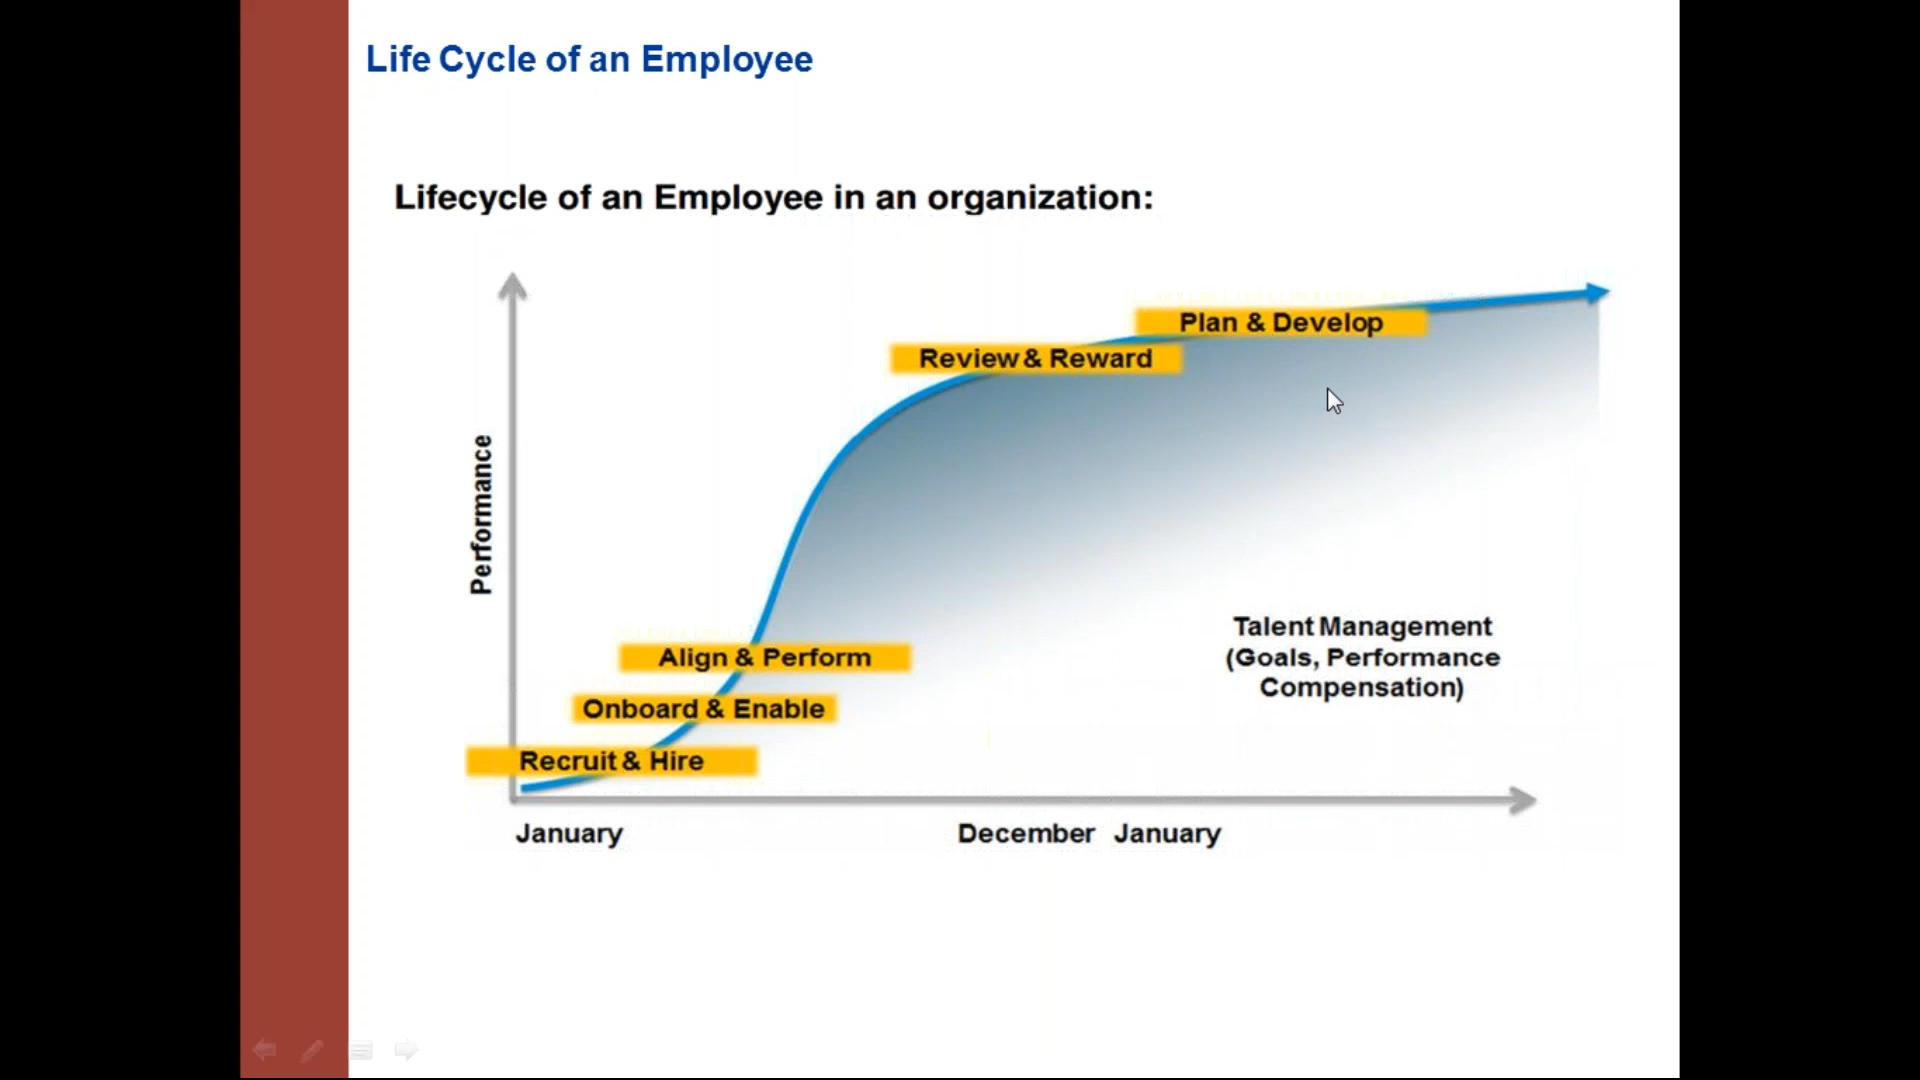 Life Cycle of an Employee
Lifecycle of an Employee in an organization:
Performance
Plan & Develop
Review & Reward
Align & Perform
Onboard & Enable
Recruit & Hire
Talent Management
(Goals, Performance
Compensation)
January December January